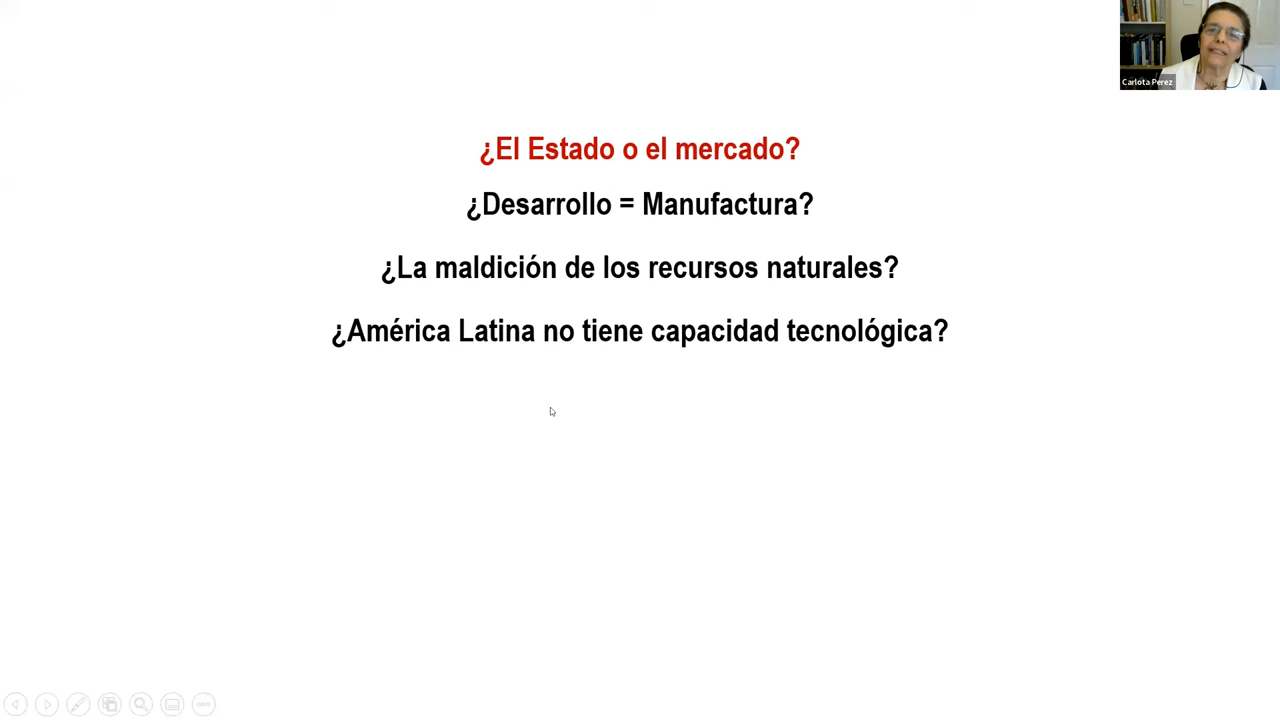 Carlota Perez
¿El Estado o el mercado?
¿Desarrollo = Manufactura?
¿La maldición de los recursos naturales?
¿América Latina no tiene capacidad tecnológica?